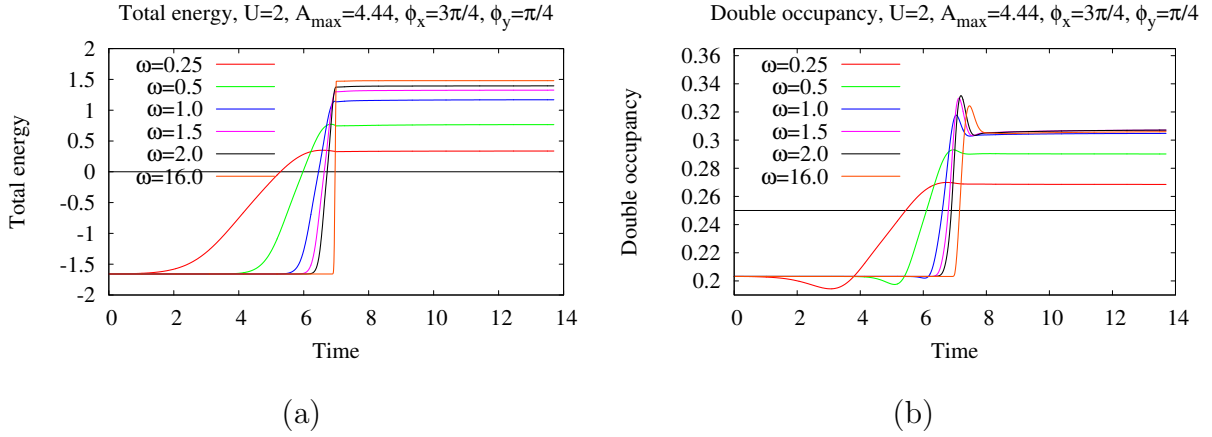 Total energy, U=2, A_max=4.44, ϕ_x=3π/4, ϕ_y=π/4
2
1.5
1
0.5
0
-0.5
-1
-1.5
-2
Total energy
ω=0.25
ω=0.5
ω=1.0
ω=1.5
ω=2.0
ω=16.0
0 2 4 6 8 10 12 14
Time
(a)
Double occupancy, U=2, A_max=4.44, ϕ_x=3π/4, ϕ_y=π/4
0.36
0.34
0.32
0.3
0.28
0.26
0.24
0.22
0.2
Double occupancy
ω=0.25
ω=0.5
ω=1.0
ω=1.5
ω=2.0
ω=16.0
0 2 4 6 8 10 12 14
Time
(b)